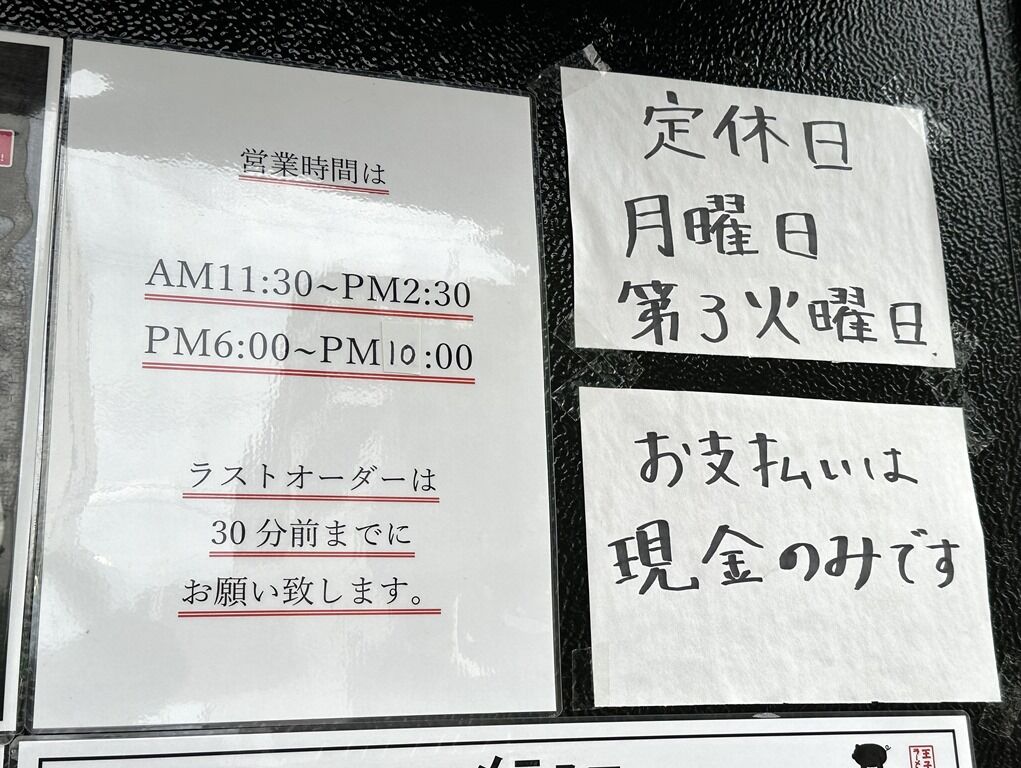 営業時間は
AM11:30~PM2:30
PM6:00~PM10:00
ラストオーダーは
30分前までに
お願い致します。
定休日
月曜日
第3火曜日
お支払いは
現金のみです